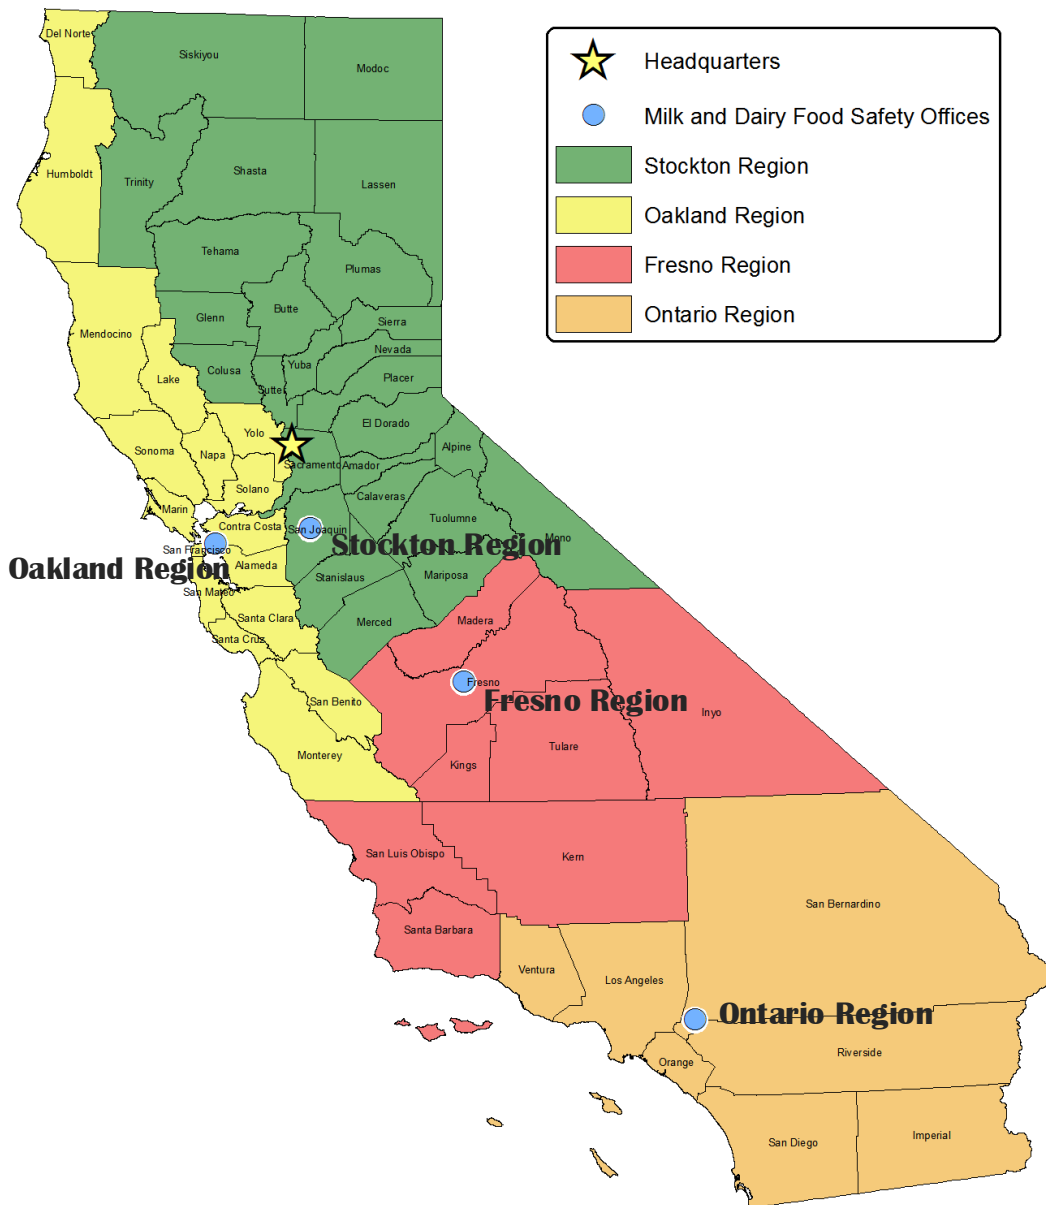 Headquarters
Milk and Dairy Food Safety Offices
Stockton Region
Oakland Region
Fresno Region
Ontario Region
Del Norte
Siskiyou
Modoc
Humboldt
Trinity
Shasta
Lassen
Tehama
Plumas
Mendocino
Glenn
Butte
Sierra
Lake
Colusa
Yuba
Nevada
Sutter
Placer
Sonoma
Napa
Yolo
El Dorado
Alpine
Sacramento
Amador
Solano
Calaveras
Marin
Contra Costa
San Joaquin
Tuolumne
Mono
San Francisco
Stockton Region
Oakland Region
Alameda
Stanislaus
Mariposa
San Mateo
Santa Clara
Merced
Madera
Santa Cruz
Fresno
Fresno Region
San Benito
Inyo
Monterey
Kings
Tulare
San Luis Obispo
Kern
Santa Barbara
San Bernardino
Ventura
Los Angeles
Ontario Region
Orange
Riverside
San Diego
Imperial